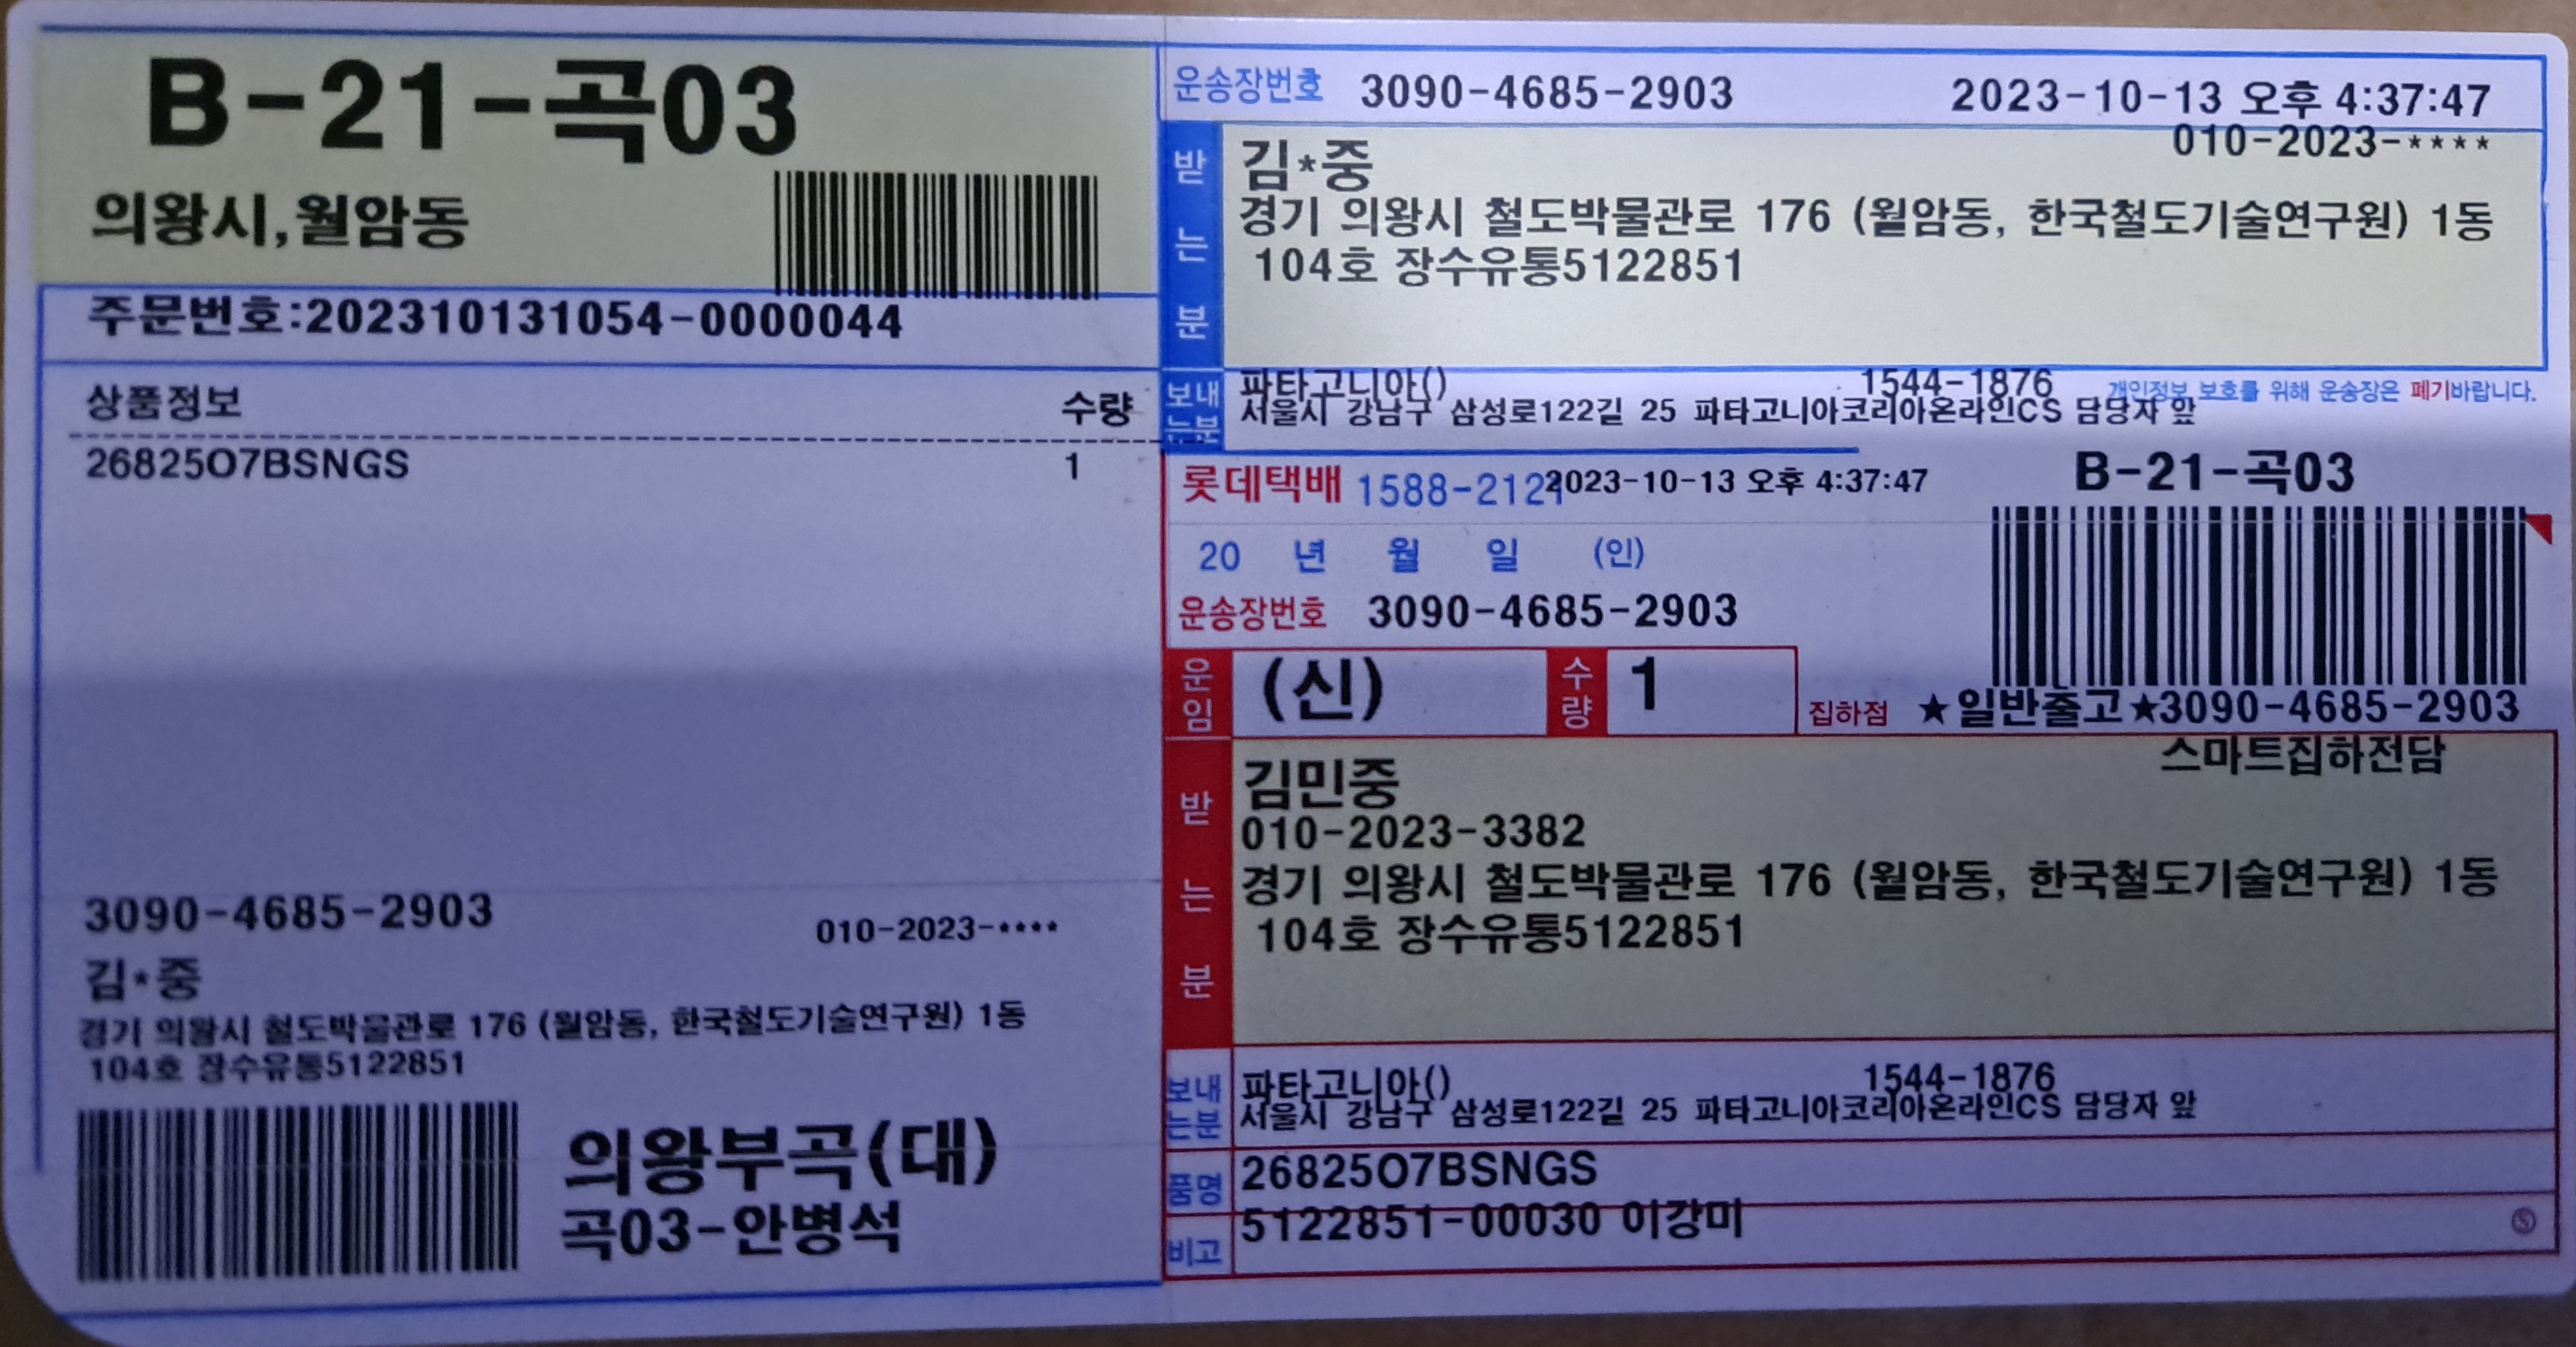 B-21-곡03
의왕시,월암동
주문번호:202310131054-0000044
상품정보 수량
26825O7BSNGS 1
3090-4685-2903 010-2023-****
김*중
경기 의왕시 철도박물관로 176 (월암동, 한국철도기술연구원) 1동
104호 장수유통5122851
의왕부곡(대)
곡03-안병석
운송장번호 3090-4685-2903 2023-10-13 오후 4:37:47
010-2023-****
받는분
김*중
경기 의왕시 철도박물관로 176 (월암동, 한국철도기술연구원) 1동
104호 장수유통5122851
보내는분
파타고니아() 1544-1876
개인정보 보호를 위해 운송장은 폐기바랍니다.
서울시 강남구 삼성로122길 25 파타고니아코리아온라인CS 담당자 앞
롯데택배 1588-2121 2023-10-13 오후 4:37:47 B-21-곡03
20 년 월 일 (인)
운송장번호 3090-4685-2903
운임 (신) 수량 1 집하점 ★일반출고★3090-4685-2903
스마트집하전담
받는분
김민중
010-2023-3382
경기 의왕시 철도박물관로 176 (월암동, 한국철도기술연구원) 1동
104호 장수유통5122851
보내는분
파타고니아() 1544-1876
서울시 강남구 삼성로122길 25 파타고니아코리아온라인CS 담당자 앞
품명 26825O7BSNGS
비고 5122851-00030 이강미
Ⓢ